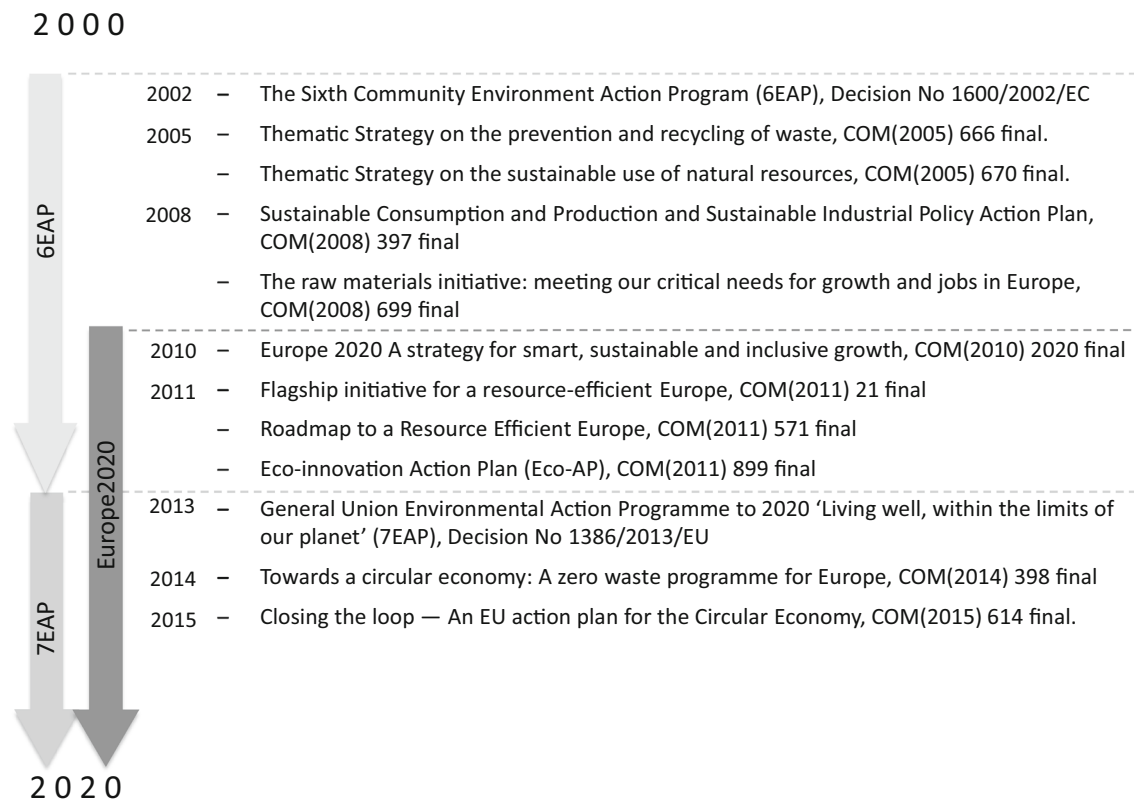 2000
2002 – The Sixth Community Environment Action Program (6EAP), Decision No 1600/2002/EC
2005 – Thematic Strategy on the prevention and recycling of waste, COM(2005) 666 final.
– Thematic Strategy on the sustainable use of natural resources, COM(2005) 670 final.
6EAP
2008 – Sustainable Consumption and Production and Sustainable Industrial Policy Action Plan,
COM(2008) 397 final
– The raw materials initiative: meeting our critical needs for growth and jobs in Europe,
COM(2008) 699 final
2010 – Europe 2020 A strategy for smart, sustainable and inclusive growth, COM(2010) 2020 final
2011 – Flagship initiative for a resource-efficient Europe, COM(2011) 21 final
– Roadmap to a Resource Efficient Europe, COM(2011) 571 final
– Eco-innovation Action Plan (Eco-AP), COM(2011) 899 final
Europe2020
2013 – General Union Environmental Action Programme to 2020 ‘Living well, within the limits of
our planet’ (7EAP), Decision No 1386/2013/EU
2014 – Towards a circular economy: A zero waste programme for Europe, COM(2014) 398 final
2015 – Closing the loop — An EU action plan for the Circular Economy, COM(2015) 614 final.
7EAP
2020